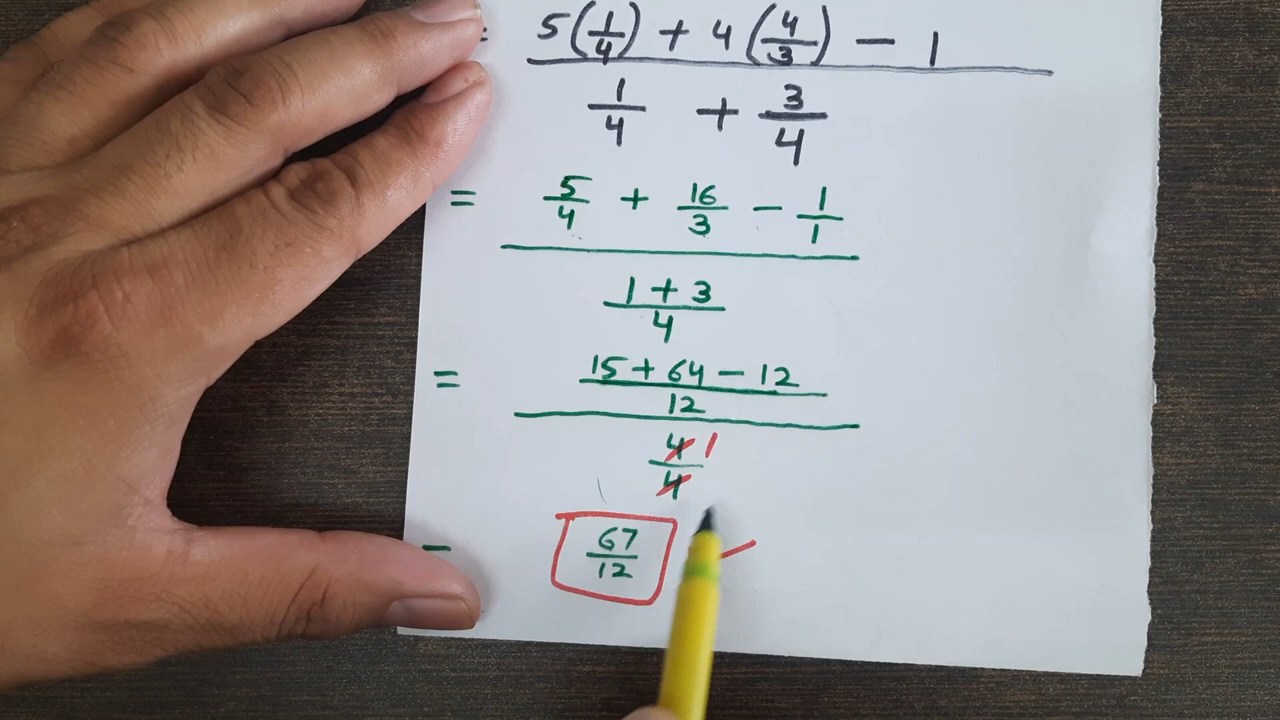 = 5(1/4) + 4(4/3) - 1
1/4 + 3/4
= 5/4 + 16/3 - 1/1
1 + 3
4
= 15 + 64 - 12
12
4 1
4
= 67
12